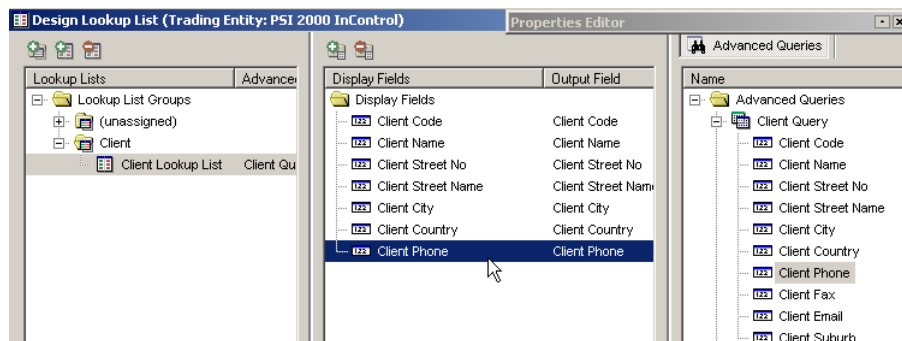 Design Lookup List (Trading Entity: PSI 2000 InControl)
Properties Editor
Advanced Queries
Lookup Lists
Lookup List Groups
(unassigned)
Client
Client Lookup List
Display Fields Output Field
Display Fields
Client Code Client Code
Client Name Client Name
Client Street No Client Street No
Client Street Name Client Street
Client City Client City
Client Country Client Country
Client Phone Client Phone
Name
Advanced Queries
Client Query
Client Code
Client Name
Client Street No
Client Street Name
Client City
Client Country
Client Phone
Client Fax
Client Email
Client Suburb